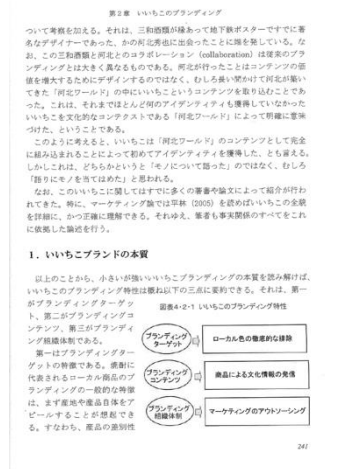 第2章　いいちこのブランディング
ついて考察を加える。それは、三和酒類が縁あって地下鉄ポスターですでに著
名なデザイナーであった、かの河北秀也に出会ったことに端を発している。な
お、この三和酒類と河北とのコラボレーション（collaboration）は従来のブラ
ンディングとは大きく異なるものである。河北が行ったことはコンテンツの価
値を増大するためにデザインするのではなく、むしろ長い間かけて河北が築い
てきた「河北ワールド」の中にいいちこというコンテンツを取り込むことであ
った。これは、それまでほとんど何のアイデンティティも獲得していなかった
いいちこを文化的なコンテクストである「河北ワールド」によって明確に意味
づけた、ということである。
このように考えると、いいちこは「河北ワールド」のコンテンツとして完全
に組み込まれることによって初めてアイデンティティを獲得した、とも言える。
しかしこれは、どちらかというと「モノについて語った」のではなく、むしろ
「語りにモノを当てはめた」と思われる。
なお、このいいちこに関してはすでに多くの著書や論文によって紹介が行わ
れてきた。特に、マーケティング論では平林（2005）を読めばいいちこの全貌
を詳細に、かつ正確に理解できる。それゆえ、筆者も事実関係のすべてをこれ
に依拠した論述を行う。
1．いいちこブランドの本質
以上のことから、小さいが強いいいちこブランディングの本質を読み解けば、
いいちこのブランディング特性は概ね以下の三点に要約できる。それは、第一
がブランディングターゲッ
ト、第二がブランディングコ
ンテンツ、第三がブランディ
ング組織体制である。
第一はブランディングター
ゲットの特徴である。焼酎に
代表されるローカル商品のブ
ランディングの一般的な特徴
は、まず産地や産品自体をア
ピールすることが想起でき
る。すなわち、産品の差別性
図表4-2-1 いいちこのブランディング特性
ブランディング
ターゲット
ローカル色の徹底的な排除
ブランディング
コンテンツ
商品による文化情報の発信
ブランディング
組織体制
マーケティングのアウトソーシング
241